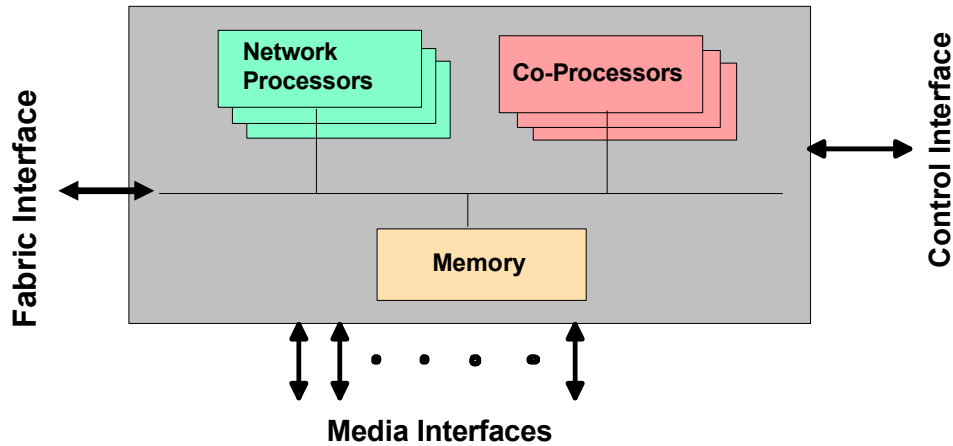 Network
Processors
Co-Processors
Fabric Interface
Control Interface
Memory
Media Interfaces